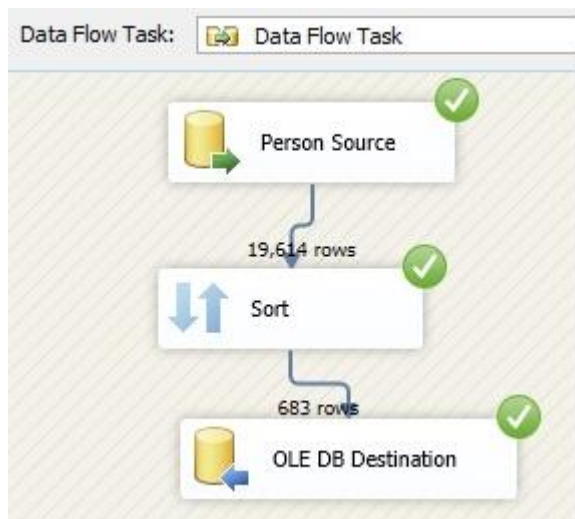 Data Flow Task: Data Flow Task
Person Source
19,614 rows
Sort
683 rows
OLE DB Destination